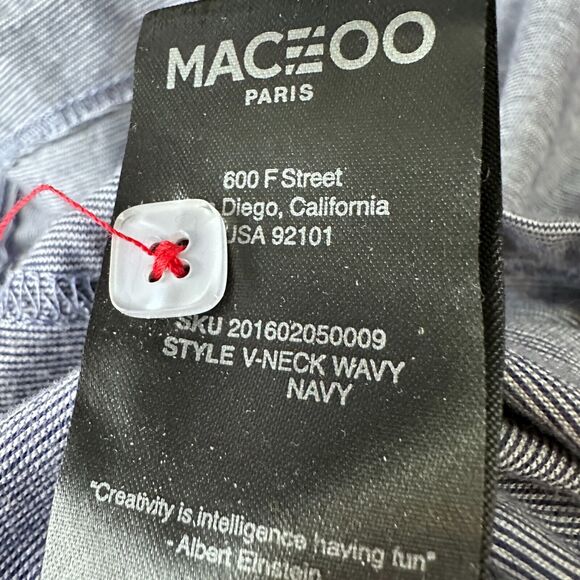 MACEOO
PARIS
600 F Street
Diego, California
USA 92101
SKU 201602050009
STYLE V-NECK WAVY
NAVY
"Creativity is intelligence having fun"
- Albert Einstein